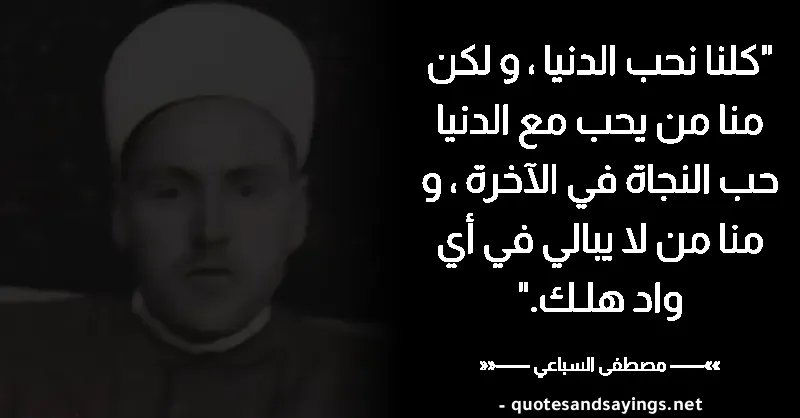 "كلنا نحب الدنيا ، و لكن
منا من يحب مع الدنيا
حب النجاة في الآخرة ، و
منا من لا يبالي في أي
واد هلك."
»»—— مصطفى السباعي ——««
- quotesandsayings.net